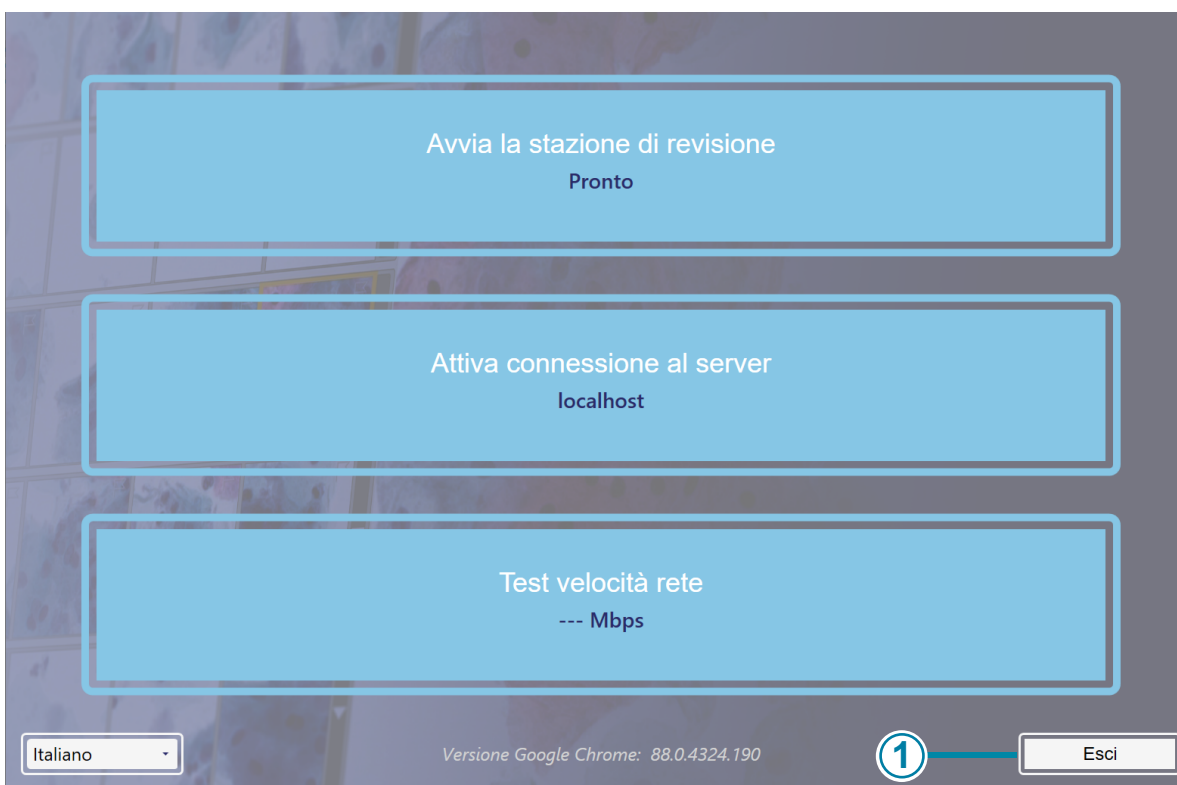 Avvia la stazione di revisione
Pronto
Attiva connessione al server
localhost
Test velocità rete
--- Mbps
Italiano
Versione Google Chrome: 88.0.4324.190
1
Esci